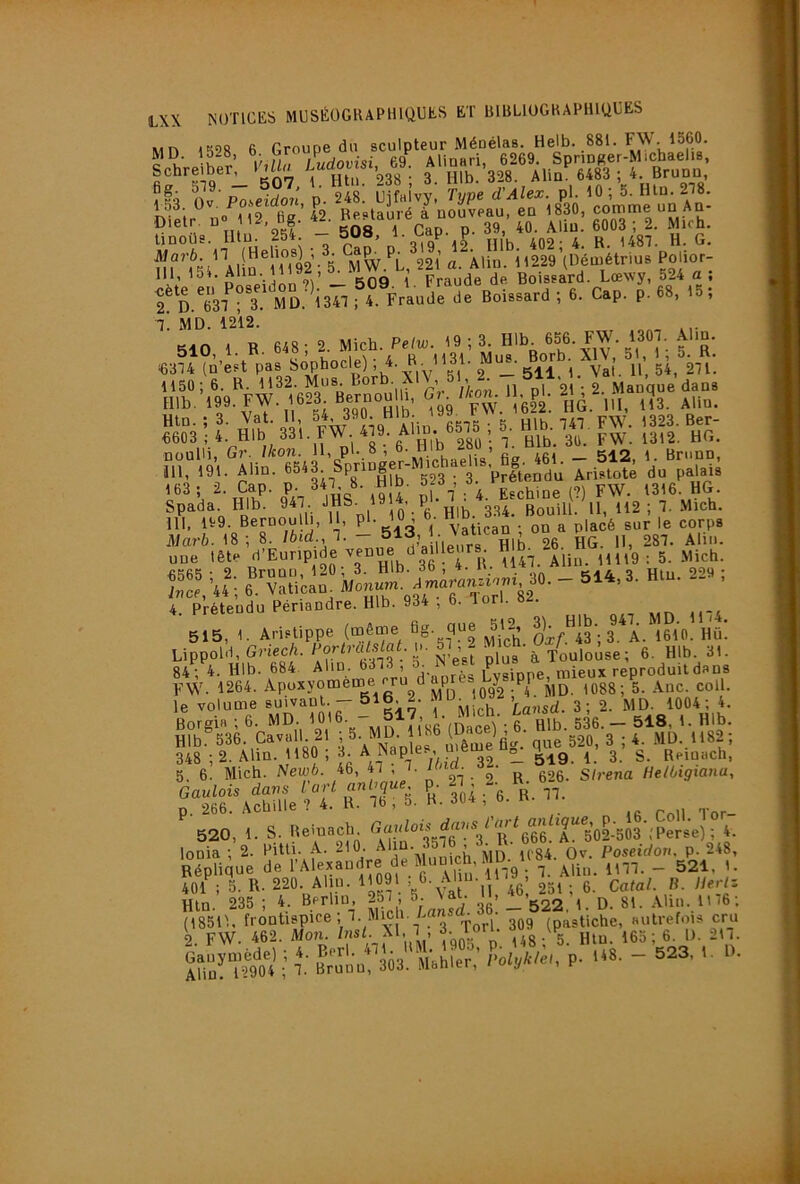 LXX NOTICES MUSÉOGRAPHIQUES ET BIBLIOGRAPHIQUES
MD. 1528, 6. Groupe du sculpteur Ménélas. Helb. 881. FW. 1560.
Schreiber, Villa Ludovisi, 69. Alinari, 6269. Springer-Michaelis,
fig. 579. — 507, 1. Htn. 238 ; 3. Hlb. 328. Alin. 6483 ; 4. Brunn,
153. Ov. Poseidon, p. 248. Ujfalvy, Type d'Alex. pl. 10 ; 5. Htn. 278.
Dietr. n° 112, fig. 42. Restauré à nouveau, en 1830, comme un An-
tinoüs. Htn. 254. — 508, 1. Cap. p. 39, 40. Alin. 6003 ; 2. Mich.
Marb. 17 (Helios) ; 3. Cap. p. 319, 12. Hlb. 402 ; 4. R. 1487. H. G.
III, 154. Alin. 11192 ; 5. MW. L, 221 a. Alin. 11229 (Démétrius Polior-
cète en Poseidon ?). — 509. 1. Fraude de Boissard. Lœwy, 524 a ;
2. D. 637 ; 3. MD. 1347 ; 4. Fraude de Boissard ; 6. Cap. p. 68, 15 ;
7. MD. 1212.
510, 1. R. 648 ; 2. Mich. Pelw. 19 ; 3. Hlb. 656. FW. 1307. Alin.
6374 (n'est pas Sophocle) ; 4. R. 1131. Mus. Borb. XIV, 51, 1 ; 5. R.
1150 ; 6. R. 1132. Mus. Borb. XIV, 51, 2. — 511, 1. Vat. II, 54, 271.
Hlb. 199. FW. 1623. Bernoulli, Gr. Ikon. II, pl. 21 ; 2. Manque dans
Htn. ; 3. Vat. II, 54, 390. Hlb. 199. FW. 1622. HG. III, 113. Alin.
6603 ; 4. Hlb 331. FW. 479. Alin. 6575 ; 5. Hlb. 747. FW. 1323. Ber-
noulli, Gr. Ikon. II, pl. 8 ; 6. Hlb 280 ; 7. Hlb. 30. FW. 1312. HG.
III, 191. Alin. 6543. Springer-Michaelis, fig. 461. — 512, 1. Brunn,
163 ; 2. Cap. p. 347, 8. Hlb. 523 ; 3. Prétendu Aristote du palais
Spada. Hlb. 947. JHS. 1914, pl. 7 ; 4. Eschine (?) FW. 1316. HG.
III, 189. Bernoulli, II, pl. 10 ; 6. Hlb. 334. Bouill. II, 112 ; 7. Mich.
Marb. 18 ; 8. Ibid., 7. — 513, 1. Vatican ; on a placé sur le corps
une tête d'Euripide venue d'ailleurs. Hlb. 26. HG. II, 287. Alin.
6565 ; 2. Brunn, 120 ; 3. Hlb. 36 ; 4. R. 1147. Alin. 11119 ; 5. Mich.
Ince, 44 ; 6. Vatican. Monum. Amaranziani, 30. — 514, 3. Htn. 229 ;
4. Prétendu Périandre. Hlb. 934 ; 6. Torl. 82.
515, 1. Aristippe (même fig. que 512, 3). Hlb. 947. MD. 1174.
Lippold, Griech. Porträtstat. p. 57 ; 2 Mich. Oxf. 43 ; 3. A. 1610. Hü.
84 ; 4. Hlb. 684. Alin. 6373 ; 5. N'est plus à Toulouse ; 6. Hlb. 31.
FW. 1264. Apoxyomème cru d'après Lysippe, mieux reproduit dans
le volume suivant. — 516, 2. MD. 1092 ; 4. MD. 1088 ; 5. Anc. coll.
Borgia ; 6. MD. 1016. — 517, 1. Mich. Lansd. 3 ; 2. MD. 1004 ; 4.
Hlb. 536. Cavall. 21 ; 5. MD. 1186 (Dace) ; 6. Hlb. 536. — 518, 1. Hlb.
348 ; 2. Alin. 1180 ; 3. A Naples, même fig. que 520, 3 ; 4. MD. 1182 ;
5. 6. Mich. Newb. 46, 47 ; 7. Ibid. 32. — 519. 1. 3. S. Reinach,
Gaulois dans l'art antique, p. 27 ; 2. R. 626. Sirena Helbigiana,
p. 266. Achille ? 4. R. 76 ; 5. R. 304 ; 6. R. 77.
520, 1. S. Reinach. Gaulois dans l'art antique, p. 16. Coll. Tor-
lonia ; 2. Pitti. A. 210. Alin. 3576 ; 3. R. 666. A. 502-503 (Perse) ; 4.
Réplique de l'Alexandre de Munich, MD. 1084. Ov. Poseidon, p. 248,
401 ; 5. R. 220. Alin. 11091 ; 6. Alin. 1179 ; 7. Alin. 1177. — 521, 1.
Htn. 235 ; 4. Berlin, 257 ; 5. Vat. II, 46, 251 ; 6. Catal. B. Hertz
(1851), frontispice ; 7. Mich. Lansd. 36. — 522, 1. D. 81. Alin. 1176 ;
2. FW. 462. Mon. Inst. XI, 7 ; 3. Torl. 309 (pastiche, autrefois cru
Ganymède) ; 4. Berl. 471. RM. 1905, p. 148 ; 5. Htn. 165 ; 6. D. 217.
Alin. 12904 ; 7. Brunn, 303. Mahler, Polyklet, p. 148. — 523, 1. D.